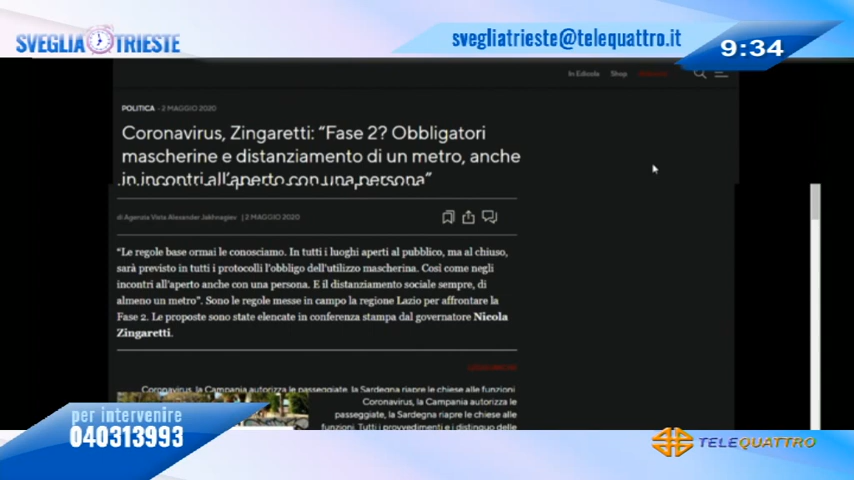 SVEGLIA TRIESTE
svegliatrieste@telequattro.it
9:34
In Edicola Shop
POLITICA - 2 MAGGIO 2020
Coronavirus, Zingaretti: “Fase 2? Obbligatori
mascherine e distanziamento di un metro, anche
in incontri all’aperto con una persona”
di Agenzia Vista Alexander Jakhnagiev | 2 MAGGIO 2020
“Le regole base ormai le conosciamo. In tutti i luoghi aperti al pubblico, ma al chiuso,
sarà previsto in tutti i protocolli l’obbligo dell’utilizzo mascherina. Così come negli
incontri all’aperto anche con una persona. E il distanziamento sociale sempre, di
almeno un metro”. Sono le regole messe in campo la regione Lazio per affrontare la
Fase 2. Le proposte sono state elencate in conferenza stampa dal governatore Nicola
Zingaretti.
Coronavirus, la Campania autorizza le passeggiate, la Sardegna riapre le chiese alle funzioni
Coronavirus, la Campania autorizza le
passeggiate, la Sardegna riapre le chiese alle
funzioni. Tutti i provvedimenti e i distinguo delle
per intervenire
040313993
TELEQUATTRO